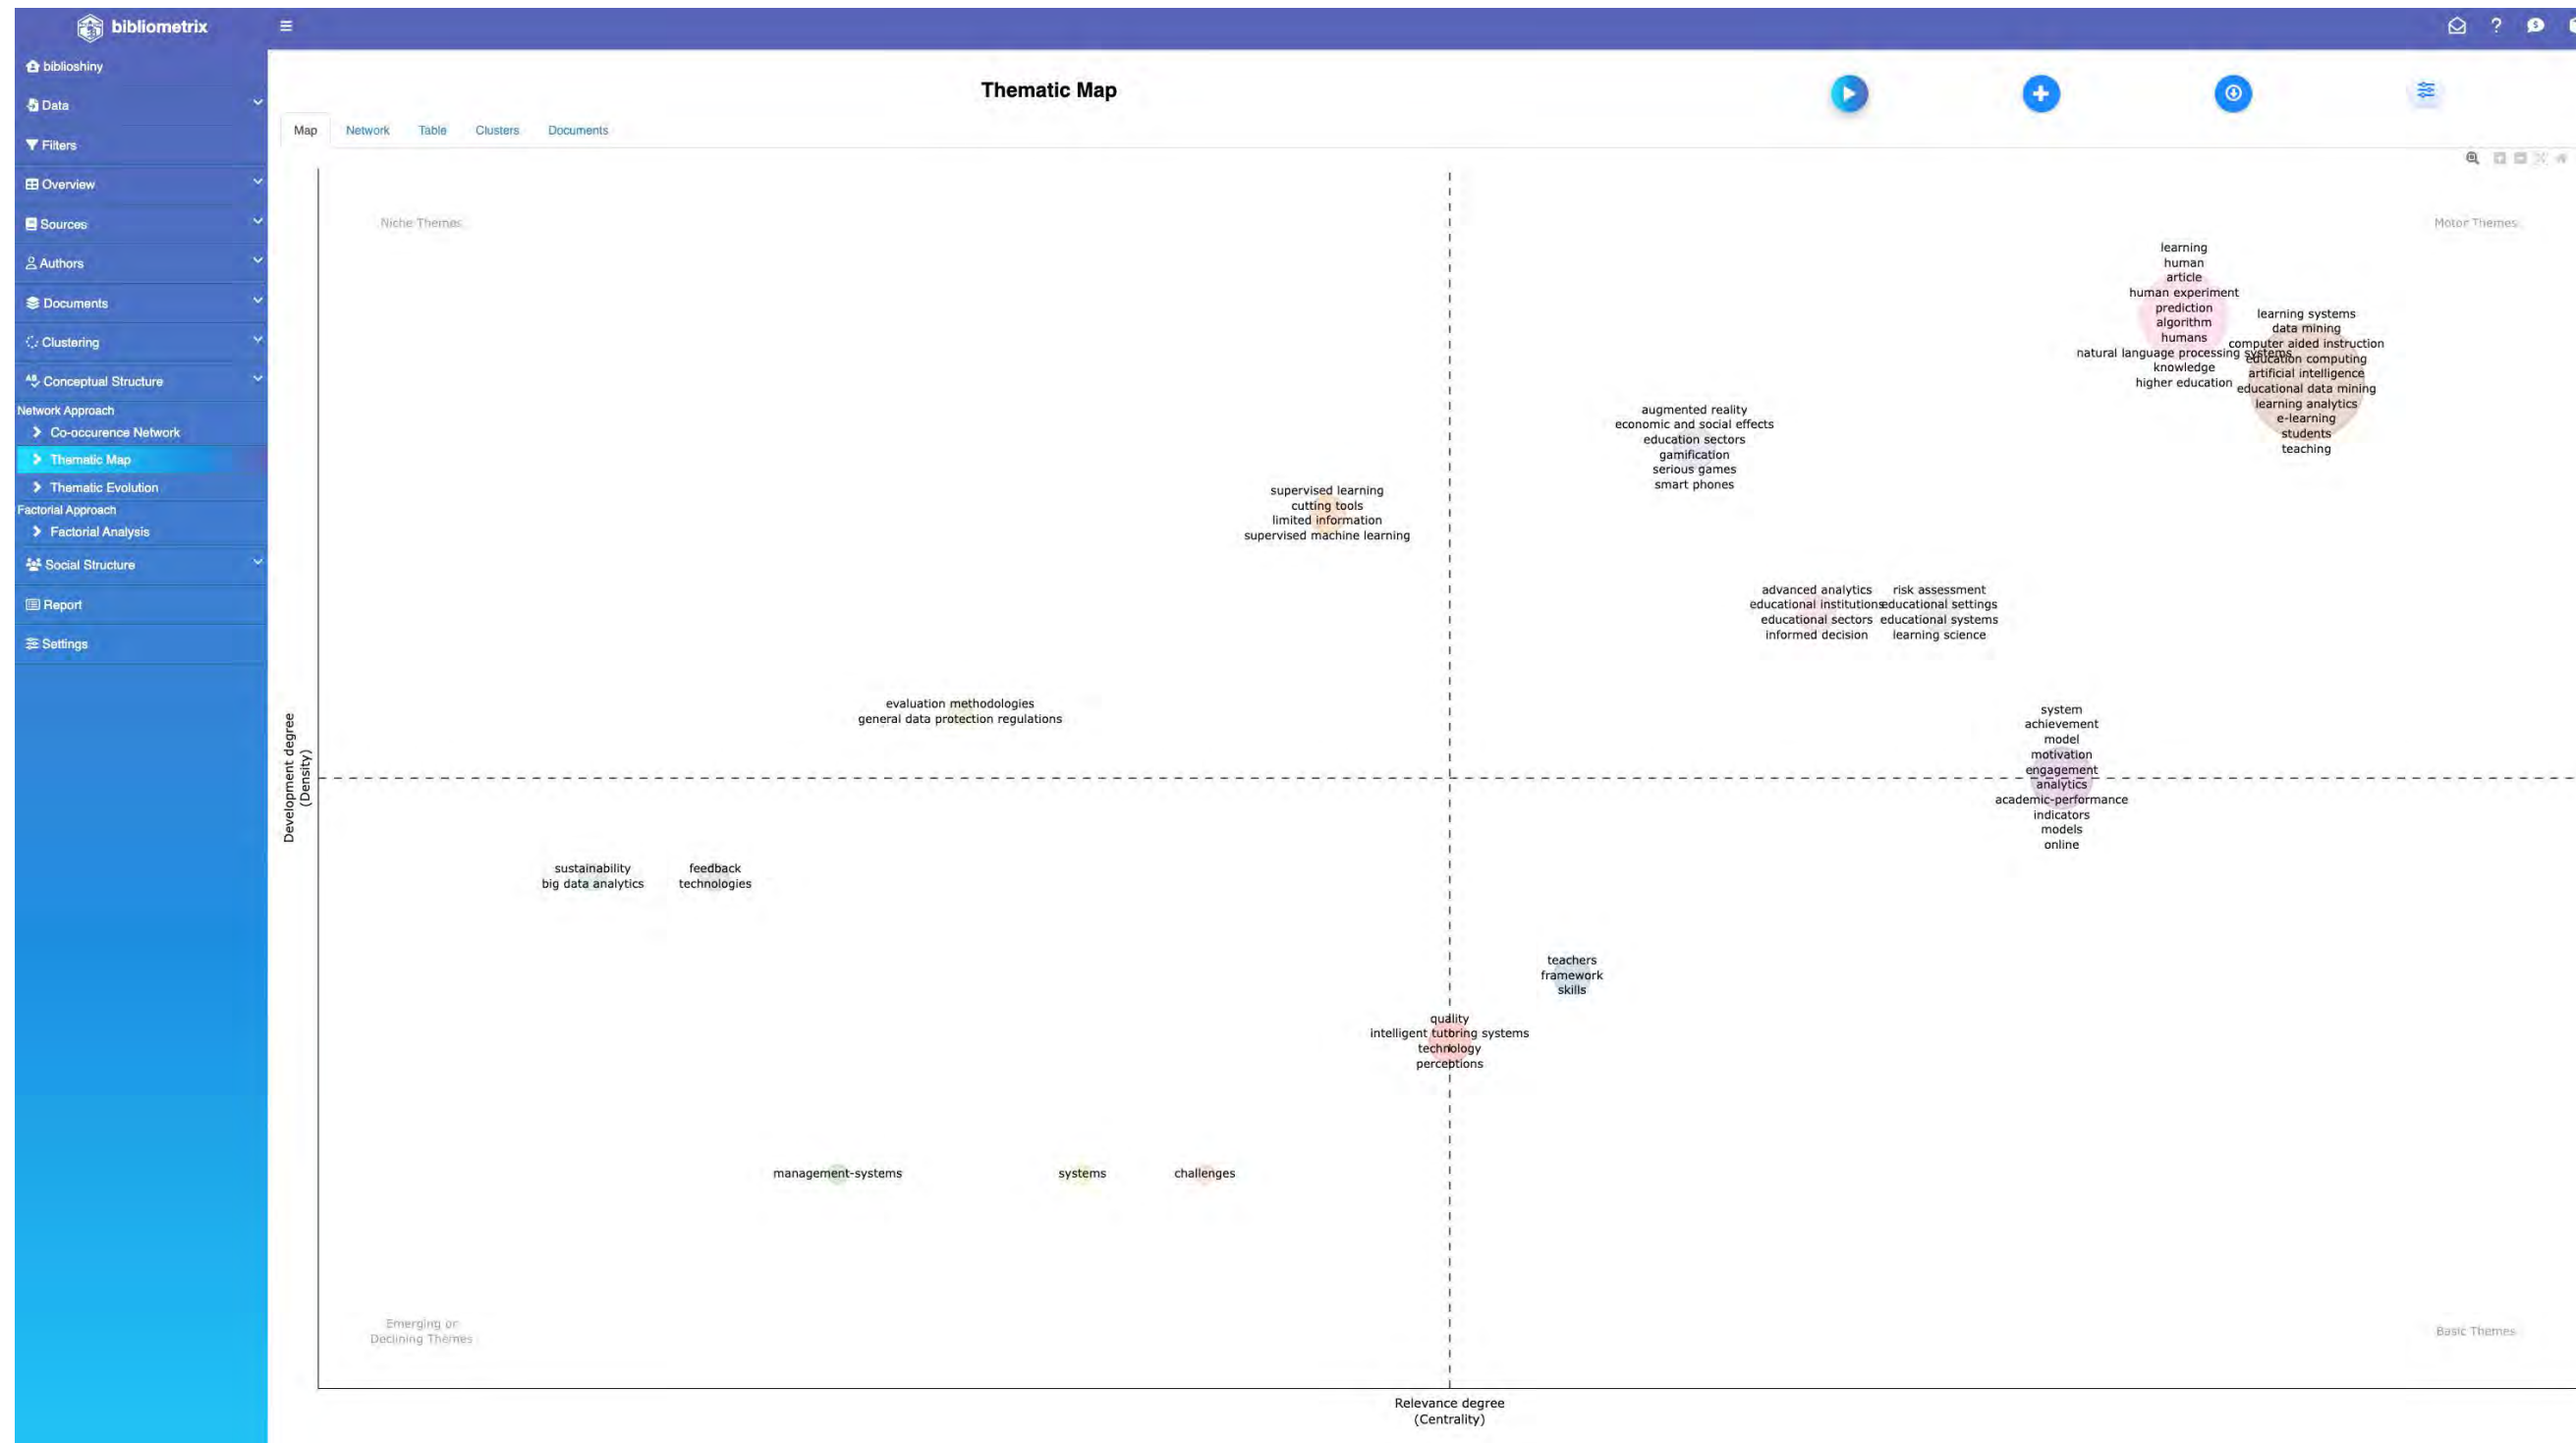 bibliometrix
biblioshiny
Data
Filters
Overview
Sources
Authors
Documents
Clustering
Conceptual Structure
Network Approach
Co-occurence Network
Thematic Map
Thematic Evolution
Factorial Approach
Factorial Analysis
Social Structure
Report
Settings
Thematic Map
Map
Network
Table
Clusters
Documents
Niche Themes
Motor Themes
learning
human
article
human experiment
prediction
algorithm
humans
natural language processing systems
knowledge
higher education
learning systems
data mining
computer aided instruction
education computing
artificial intelligence
educational data mining
learning analytics
e-learning
students
teaching
augmented reality
economic and social effects
education sectors
gamification
serious games
smart phones
supervised learning
cutting tools
limited information
supervised machine learning
advanced analytics
educational institutions
educational sectors
informed decision
risk assessment
educational settings
educational systems
learning science
evaluation methodologies
general data protection regulations
system
achievement
model
motivation
engagement
analytics
academic-performance
indicators
models
online
Development degree
(Density)
sustainability
big data analytics
feedback
technologies
teachers
framework
skills
quality
intelligent tutoring systems
technology
perceptions
management-systems
systems
challenges
Emerging or
Declining Themes
Basic Themes
Relevance degree
(Centrality)